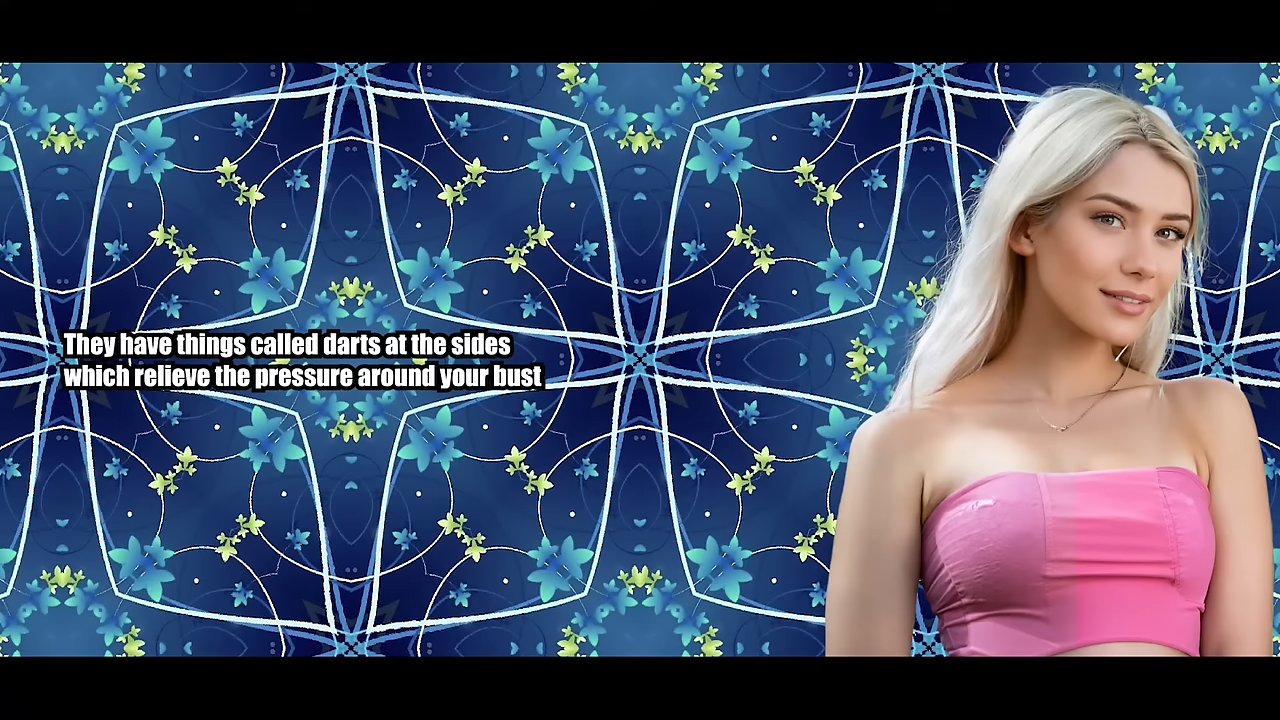 They have things called darts at the sides
which relieve the pressure around your bust